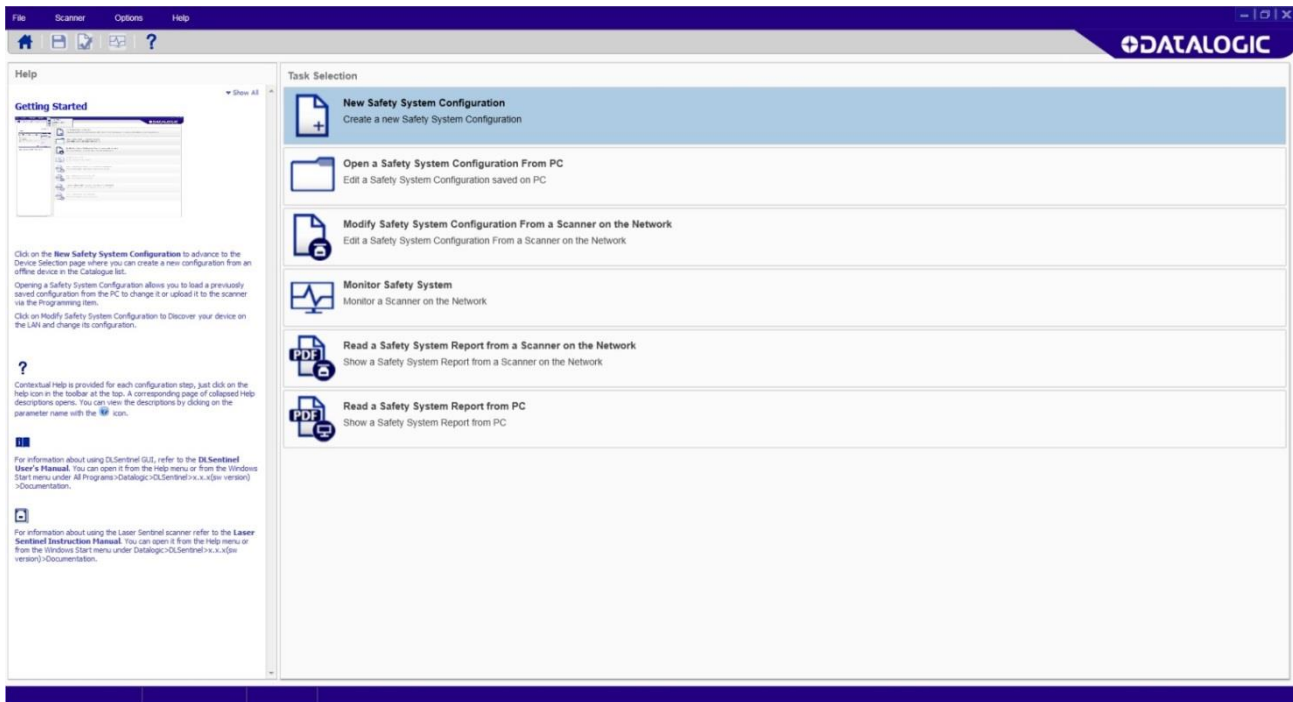 File Scanner Options Help
DATALOGIC
Help
Task Selection
Show All
Getting Started
Click on the New Safety System Configuration to advance to the
Device Selection page where you can create a new configuration from an
offline device in the Catalogue list.
Opening a Safety System Configuration allows you to load a previously
saved configuration from the PC to change it or upload it to the scanner
via the Programming item.
Click on Modify Safety System Configuration to Discover your device on
the LAN and change its configuration.
?
Contextual Help is provided for each configuration step, just click on the
help icon in the toolbar at the top. A corresponding page of collapsed Help
descriptions opens. You can view the descriptions by clicking on the
parameter name with the icon.
For information about using DLSentinel GUI, refer to the DLSentinel
User's Manual. You can open it from the Help menu or from the Windows
Start menu under All Programs>Datalogic>DLSentinel>x.x.x(sw version)
>Documentation.
For information about using the Laser Sentinel scanner refer to the Laser
Sentinel Instruction Manual. You can open it from the Help menu or
from the Windows Start menu under Datalogic>DLSentinel>x.x.x(sw
version)>Documentation.
New Safety System Configuration
Create a new Safety System Configuration
Open a Safety System Configuration From PC
Edit a Safety System Configuration saved on PC
Modify Safety System Configuration From a Scanner on the Network
Edit a Safety System Configuration From a Scanner on the Network
Monitor Safety System
Monitor a Scanner on the Network
PDF
Read a Safety System Report from a Scanner on the Network
Show a Safety System Report from a Scanner on the Network
PDF
Read a Safety System Report from PC
Show a Safety System Report from PC